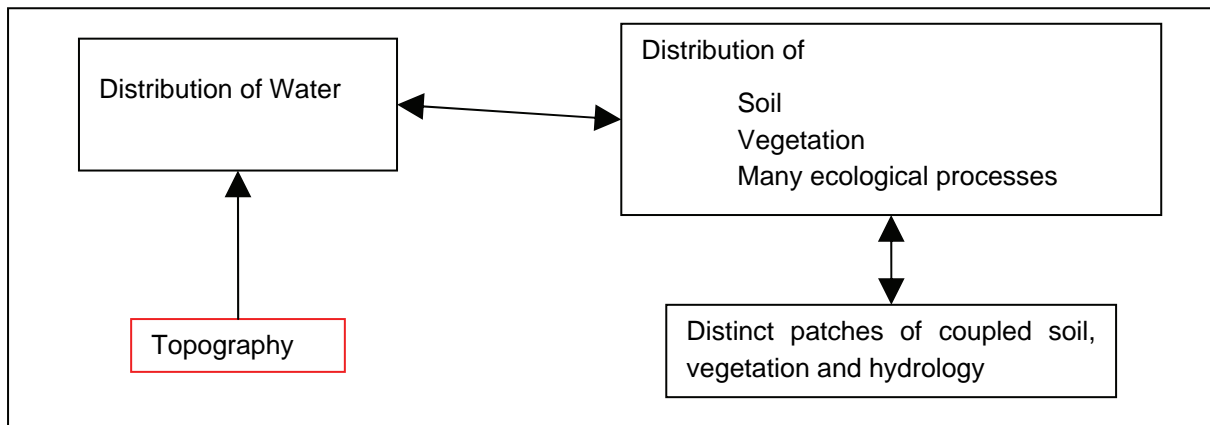 Distribution of Water
Distribution of
Soil
Vegetation
Many ecological processes
Topography
Distinct patches of coupled soil,
vegetation and hydrology